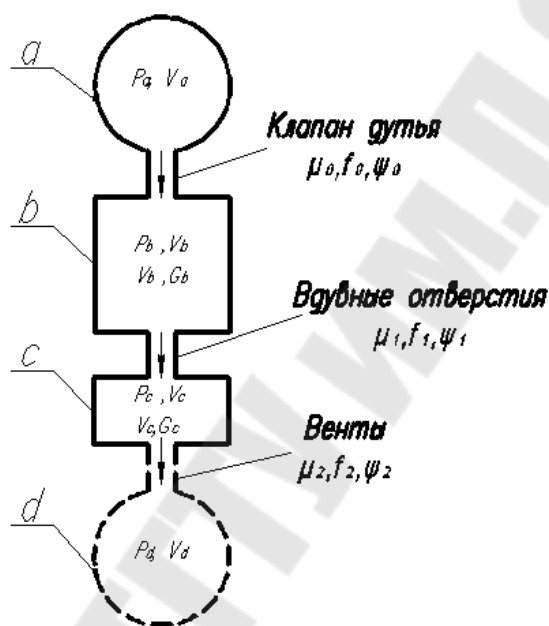 a
Pa, Va
Клапан дутья
μ₀,f₀,ψ₀
b
Pb ,Vb
Vb ,Gb
Вдувные отверстия
μ₁,f₁,ψ₁
c
Pc ,Vc
Vc,Gc
Венты
μ₂,f₂,ψ₂
d
Pd, Vd